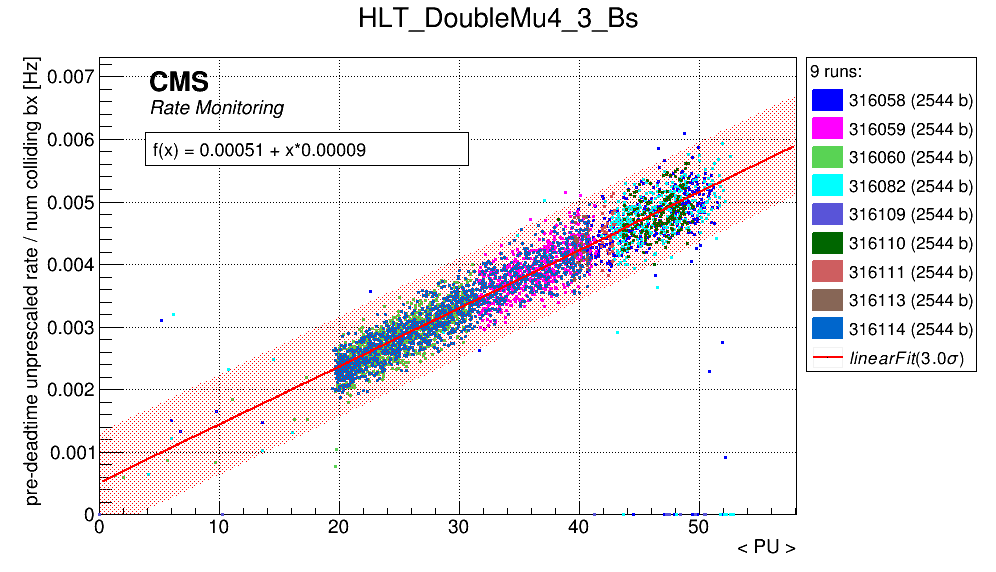 HLT_DoubleMu4_3_Bs
pre-deadtime unprescaled rate / num colliding bx [Hz]
0.007
0.006
0.005
0.004
0.003
0.002
0.001
0
CMS
Rate Monitoring
f(x) = 0.00051 + x*0.00009
0 10 20 30 40 50
< PU >
9 runs:
316058 (2544 b)
316059 (2544 b)
316060 (2544 b)
316082 (2544 b)
316109 (2544 b)
316110 (2544 b)
316111 (2544 b)
316113 (2544 b)
316114 (2544 b)
linearFit(3.0σ)